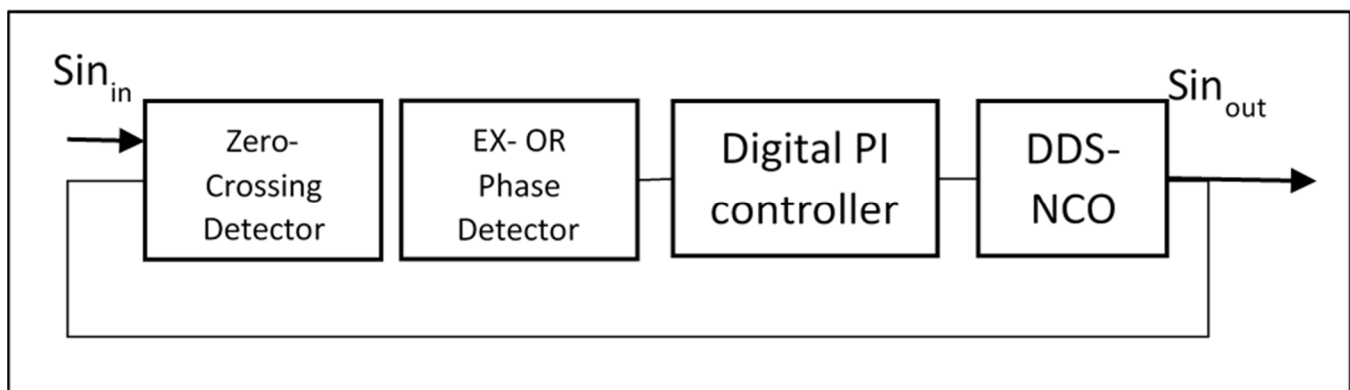 Sin_in
Zero-
Crossing
Detector
EX- OR
Phase
Detector
Digital PI
controller
DDS-
NCO
Sin_out